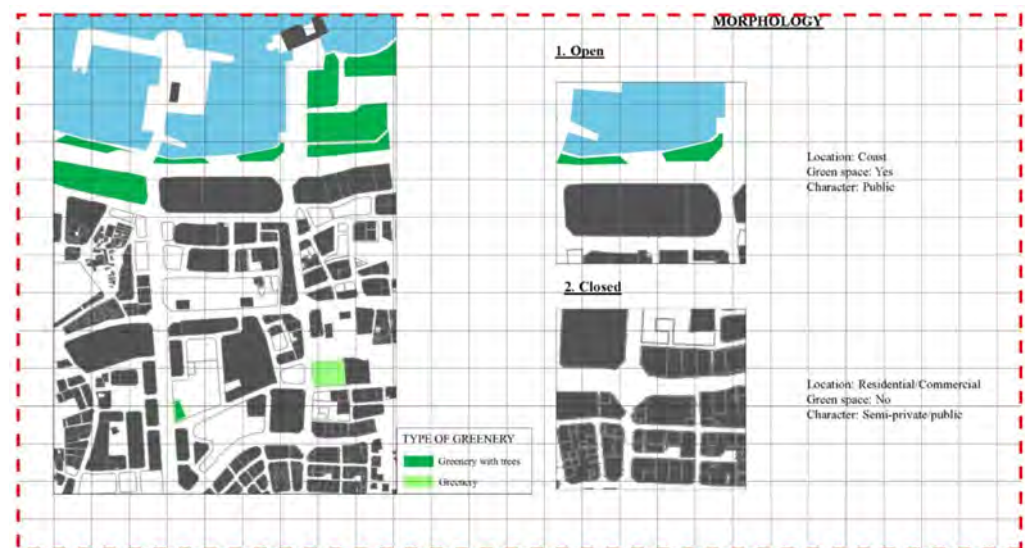 MORPHOLOGY
1. Open
Location: Coast
Green space: Yes
Character: Public
2. Closed
Location: Residential/Commercial
Green space: No
Character: Semi-private/public
TYPE OF GREENERY
Greenery with trees
Greenery